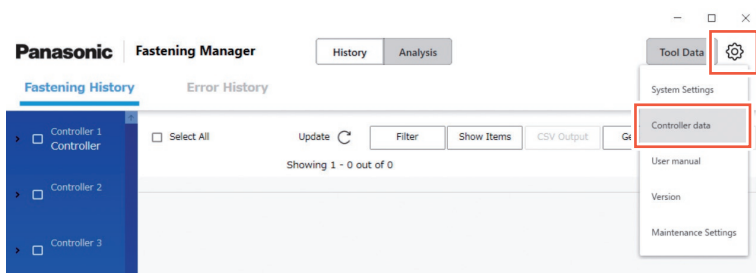 Panasonic Fastening Manager History Analysis Tool Data
Fastening History Error History
System Settings
Controller data
User manual
Version
Maintenance Settings
Controller 1
Controller
Controller 2
Controller 3
Select All Update Filter Show Items CSV Output
Showing 1 - 0 out of 0